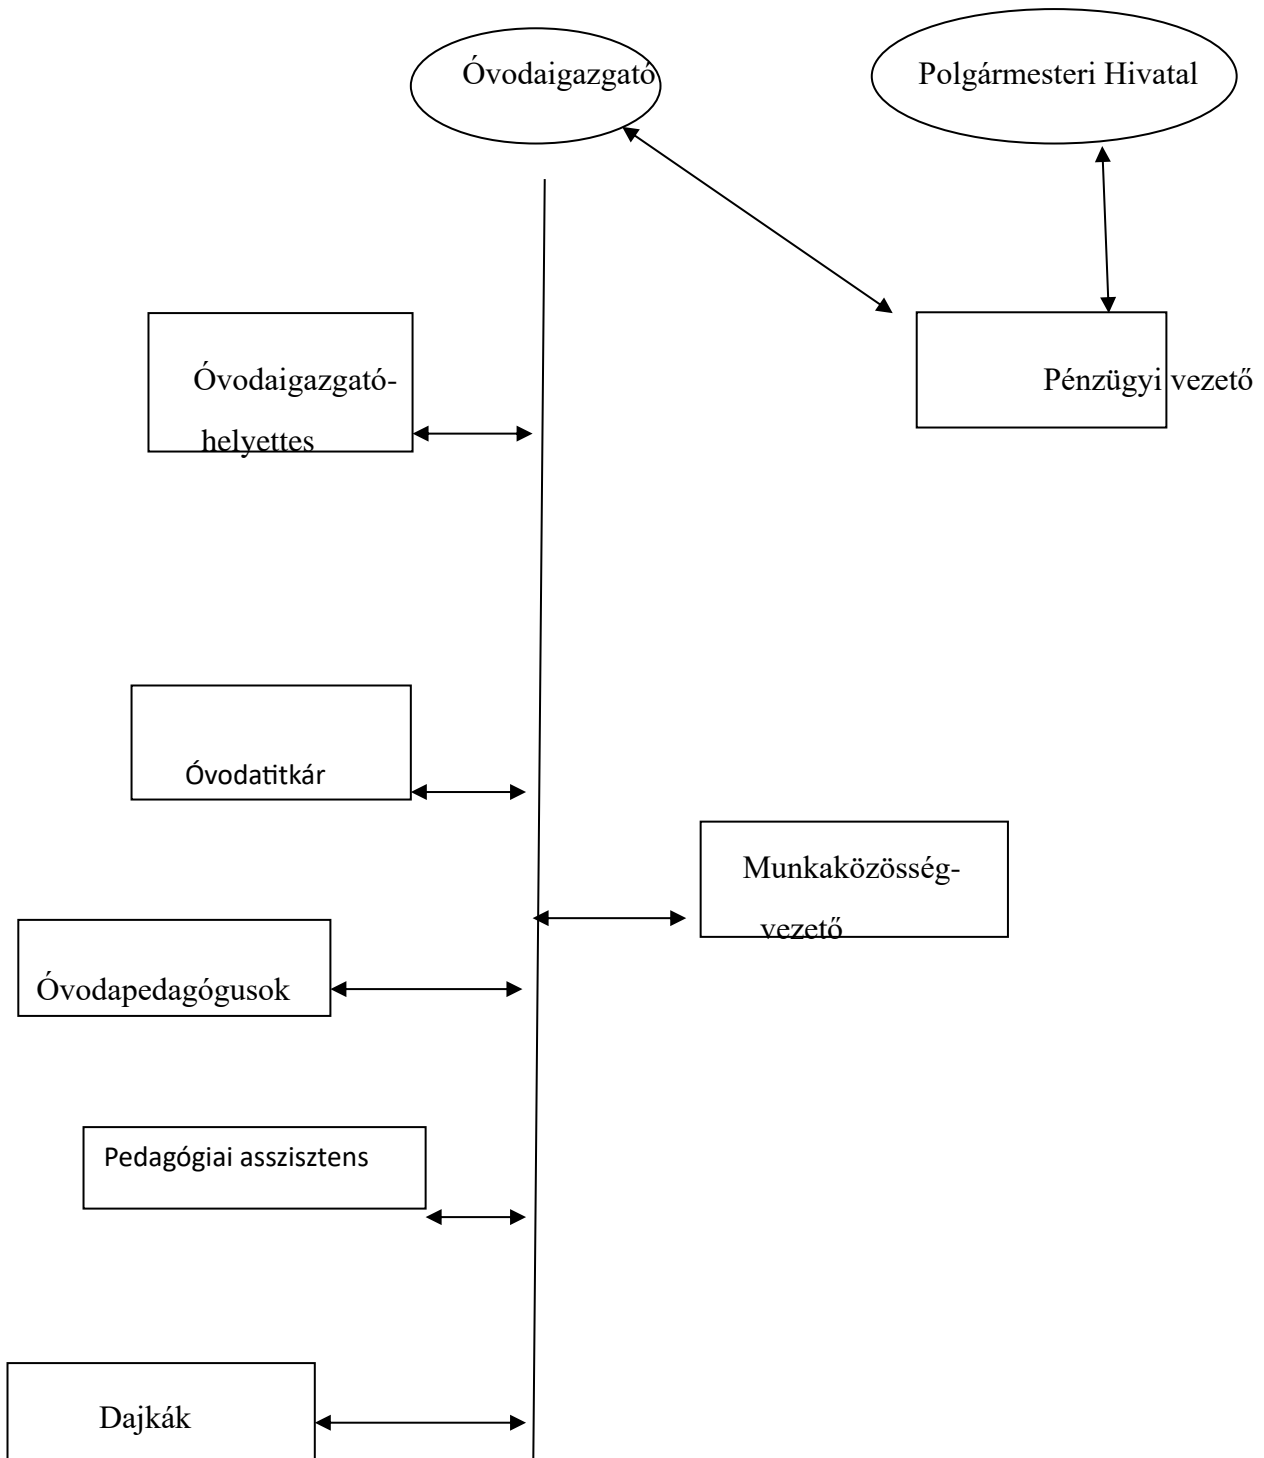 Óvodaigazgató
Polgármesteri Hivatal
Óvodaigazgató-
helyettes
Pénzügyi vezető
Óvodatitkár
Munkaközösség-
vezető
Óvodapedagógusok
Pedagógiai asszisztens
Dajkák